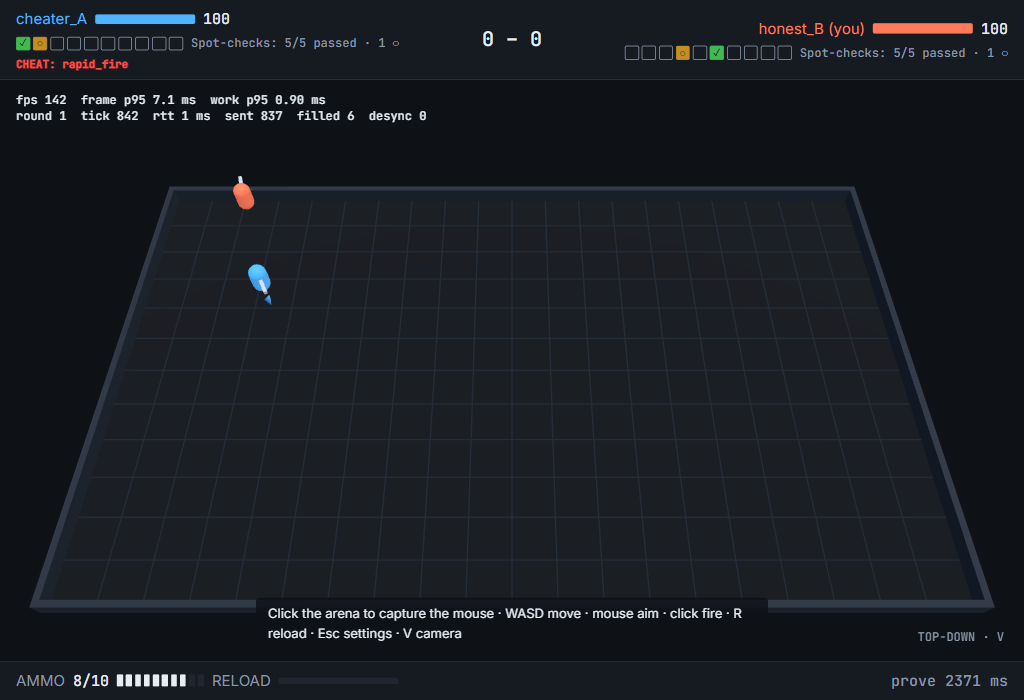 cheater_A 100
✓ ○ Spot-checks: 5/5 passed · 1 ○
CHEAT: rapid_fire
0 – 0
honest_B (you) 100
○ ✓ Spot-checks: 5/5 passed · 1 ○
fps 142 frame p95 7.1 ms work p95 0.90 ms
round 1 tick 842 rtt 1 ms sent 837 filled 6 desync 0
Click the arena to capture the mouse · WASD move · mouse aim · click fire · R
reload · Esc settings · V camera
TOP-DOWN · V
AMMO 8/10 RELOAD
prove 2371 ms